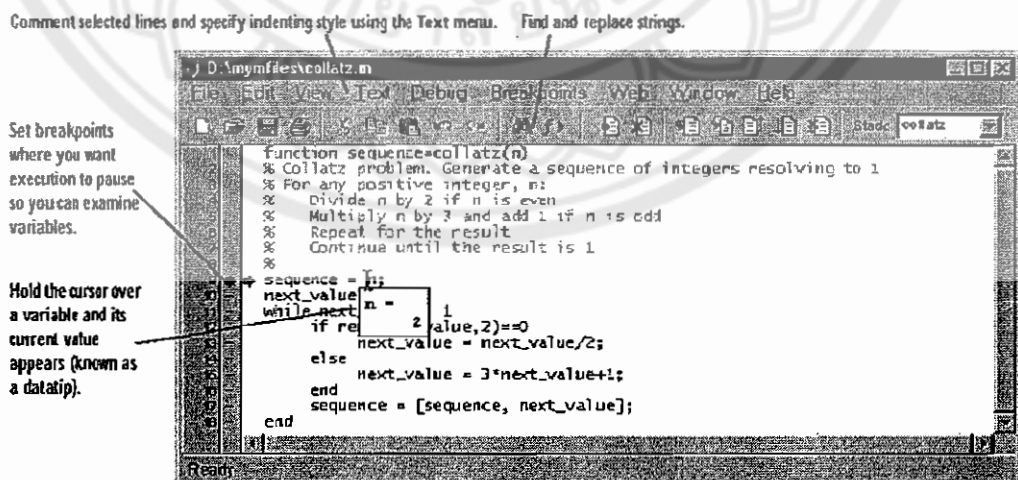 Comment selected lines and specify indenting style using the Text menu. Find and replace strings.
D:\mymfiles\collatz.m
File Edit View Text Debug Breakpoints Web Window Help
Stack: collatz
Set breakpoints
where you want
execution to pause
so you can examine
variables.
Hold the cursor over
a variable and its
current value
appears (known as
a datatip).
function sequence=collatz(n)
% Collatz problem. Generate a sequence of integers resolving to 1
% For any positive integer, n:
% Divide n by 2 if n is even
% Multiply n by 3 and add 1 if n is odd
% Repeat for the result
% Continue until the result is 1
%
sequence = n;
next_value
while next 1
n =
2
if re value,2)==0
next_value = next_value/2;
else
next_value = 3*next_value+1;
end
sequence = [sequence, next_value];
end
Ready